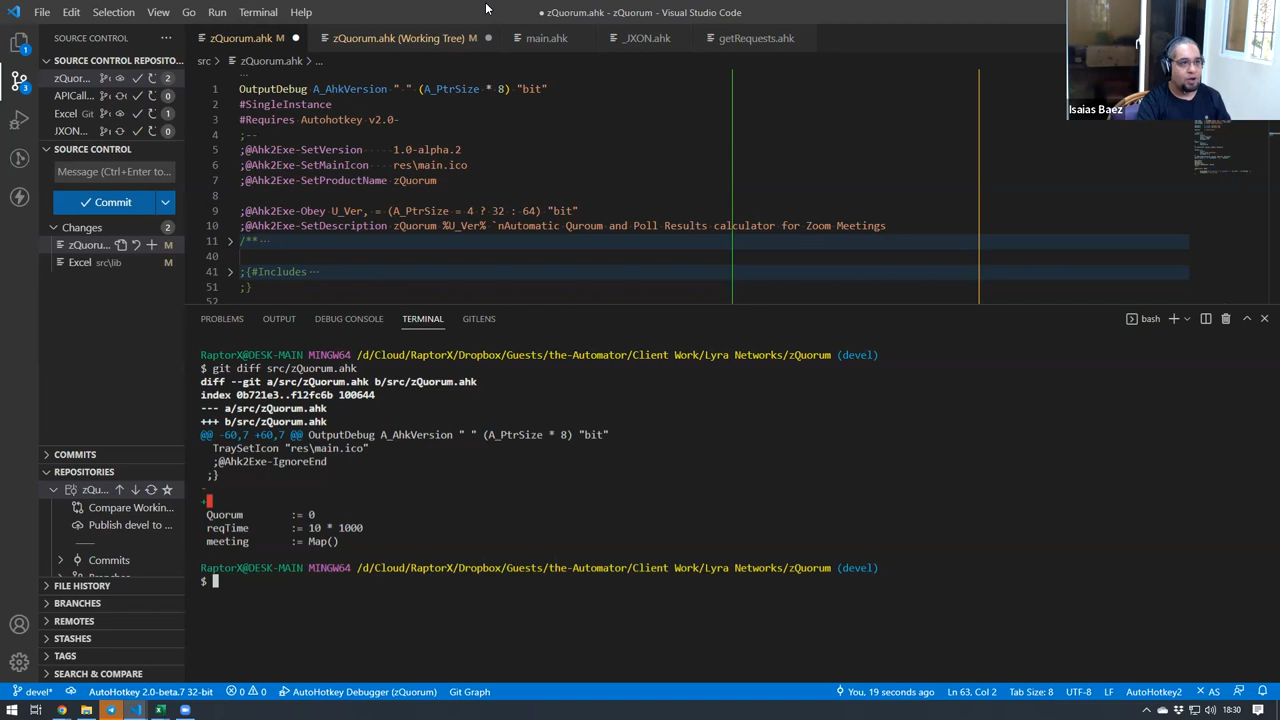 File Edit Selection View Go Run Terminal Help
● zQuorum.ahk - zQuorum - Visual Studio Code
SOURCE CONTROL ···
zQuorum.ahk M ●
zQuorum.ahk (Working Tree) M ●
main.ahk
_JXON.ahk
getRequests.ahk
Isaias Baez
SOURCE CONTROL REPOSITO...
zQuor... 2
APICall... 0
Excel Git 1
JXON... 0
SOURCE CONTROL
Message (Ctrl+Enter to...
Commit
Changes 2
zQuoru... M
Excel src\lib M
src > zQuorum.ahk > ...
1 OutputDebug A_AhkVersion " " (A_PtrSize * 8) "bit"
2 #SingleInstance
3 #Requires Autohotkey v2.0-
4 ;--
5 ;@Ahk2Exe-SetVersion 1.0-alpha.2
6 ;@Ahk2Exe-SetMainIcon res\main.ico
7 ;@Ahk2Exe-SetProductName zQuorum
8
9 ;@Ahk2Exe-Obey U_Ver, = (A_PtrSize = 4 ? 32 : 64) "bit"
10 ;@Ahk2Exe-SetDescription zQuorum %U_Ver% `nAutomatic Quroum and Poll Results calculator for Zoom Meetings
11 /** ···
40
41 ;{#Includes ···
51 ;}
52
PROBLEMS OUTPUT DEBUG CONSOLE TERMINAL GITLENS
bash
RaptorX@DESK-MAIN MINGW64 /d/Cloud/RaptorX/Dropbox/Guests/the-Automator/Client Work/Lyra Networks/zQuorum (devel)
$ git diff src/zQuorum.ahk
diff --git a/src/zQuorum.ahk b/src/zQuorum.ahk
index 0b721e3..f12fc6b 100644
--- a/src/zQuorum.ahk
+++ b/src/zQuorum.ahk
@@ -60,7 +60,7 @@ OutputDebug A_AhkVersion " " (A_PtrSize * 8) "bit"
TraySetIcon "res\main.ico"
;@Ahk2Exe-IgnoreEnd
;}
-
+
Quorum := 0
reqTime := 10 * 1000
meeting := Map()
RaptorX@DESK-MAIN MINGW64 /d/Cloud/RaptorX/Dropbox/Guests/the-Automator/Client Work/Lyra Networks/zQuorum (devel)
$
COMMITS
REPOSITORIES
zQu...
Compare Workin...
Publish devel to ...
Commits
FILE HISTORY
BRANCHES
REMOTES
STASHES
TAGS
SEARCH & COMPARE
devel* AutoHotkey 2.0-beta.7 32-bit 0 0 AutoHotkey Debugger (zQuorum) Git Graph You, 19 seconds ago Ln 63, Col 2 Tab Size: 8 UTF-8 LF AutoHotkey2 AS
18:30